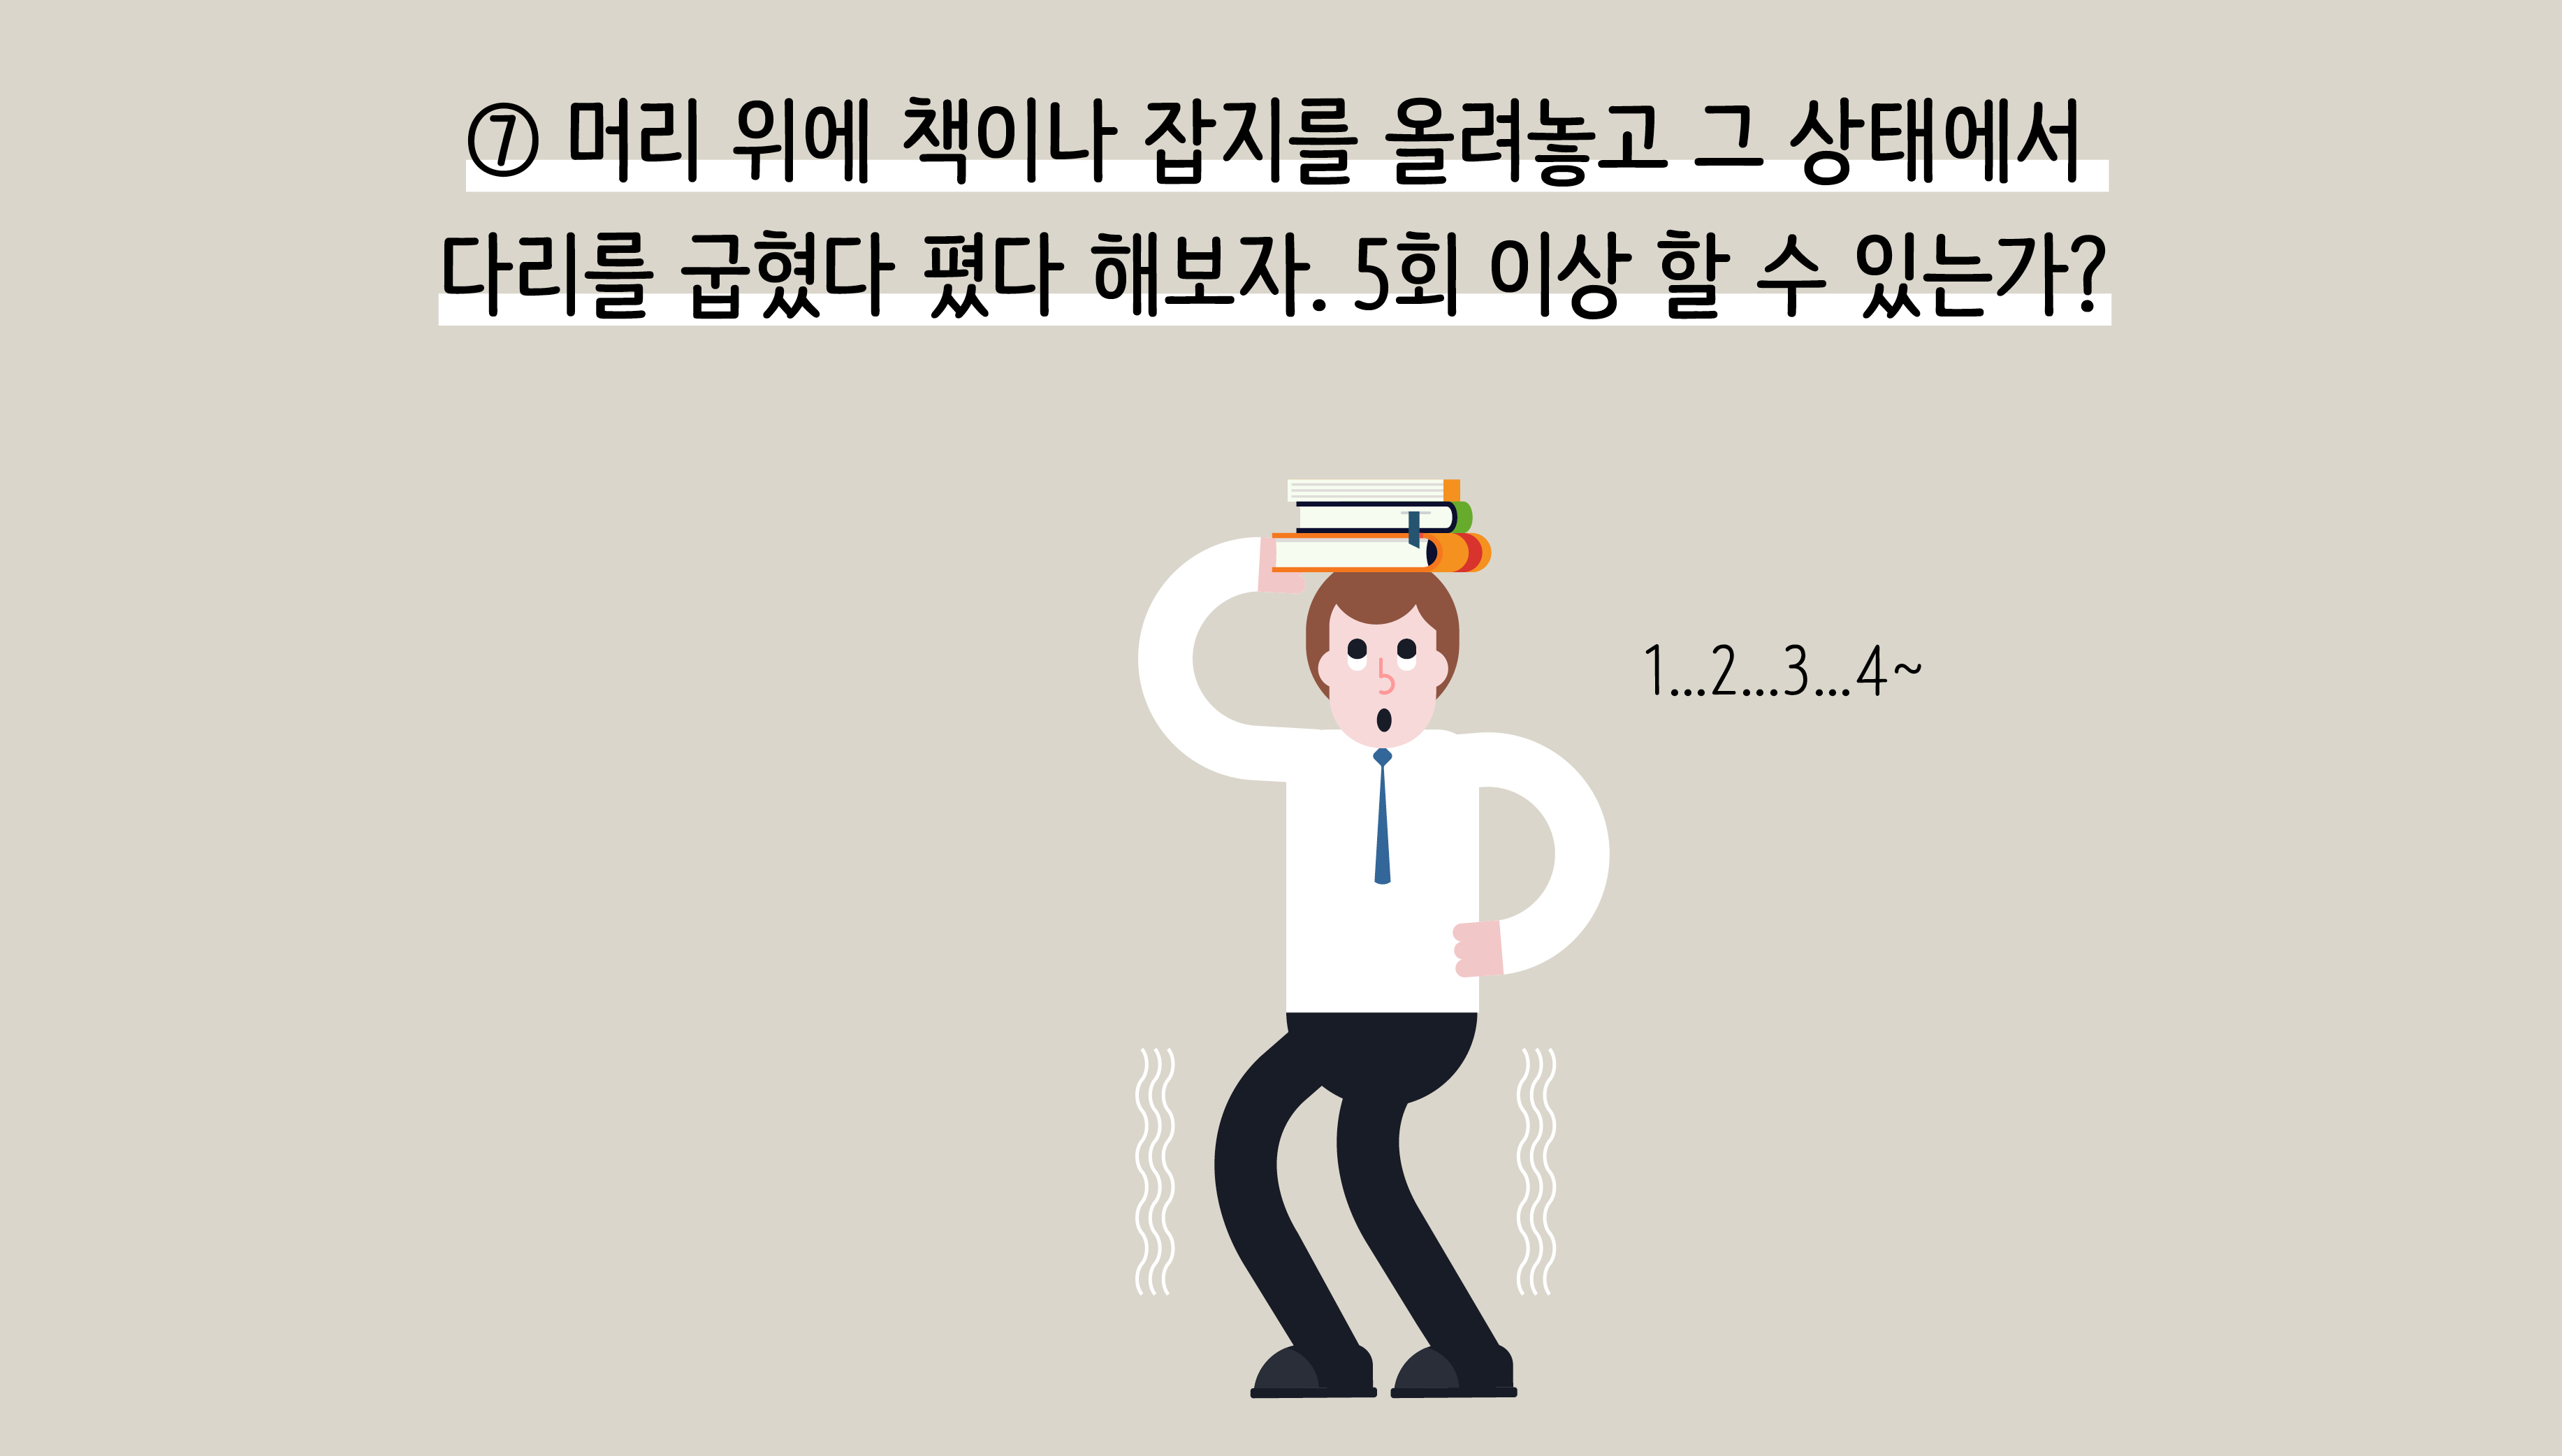 ⑦ 머리 위에 책이나 잡지를 올려놓고 그 상태에서
다리를 굽혔다 폈다 해보자. 5회 이상 할 수 있는가?
1...2...3...4~